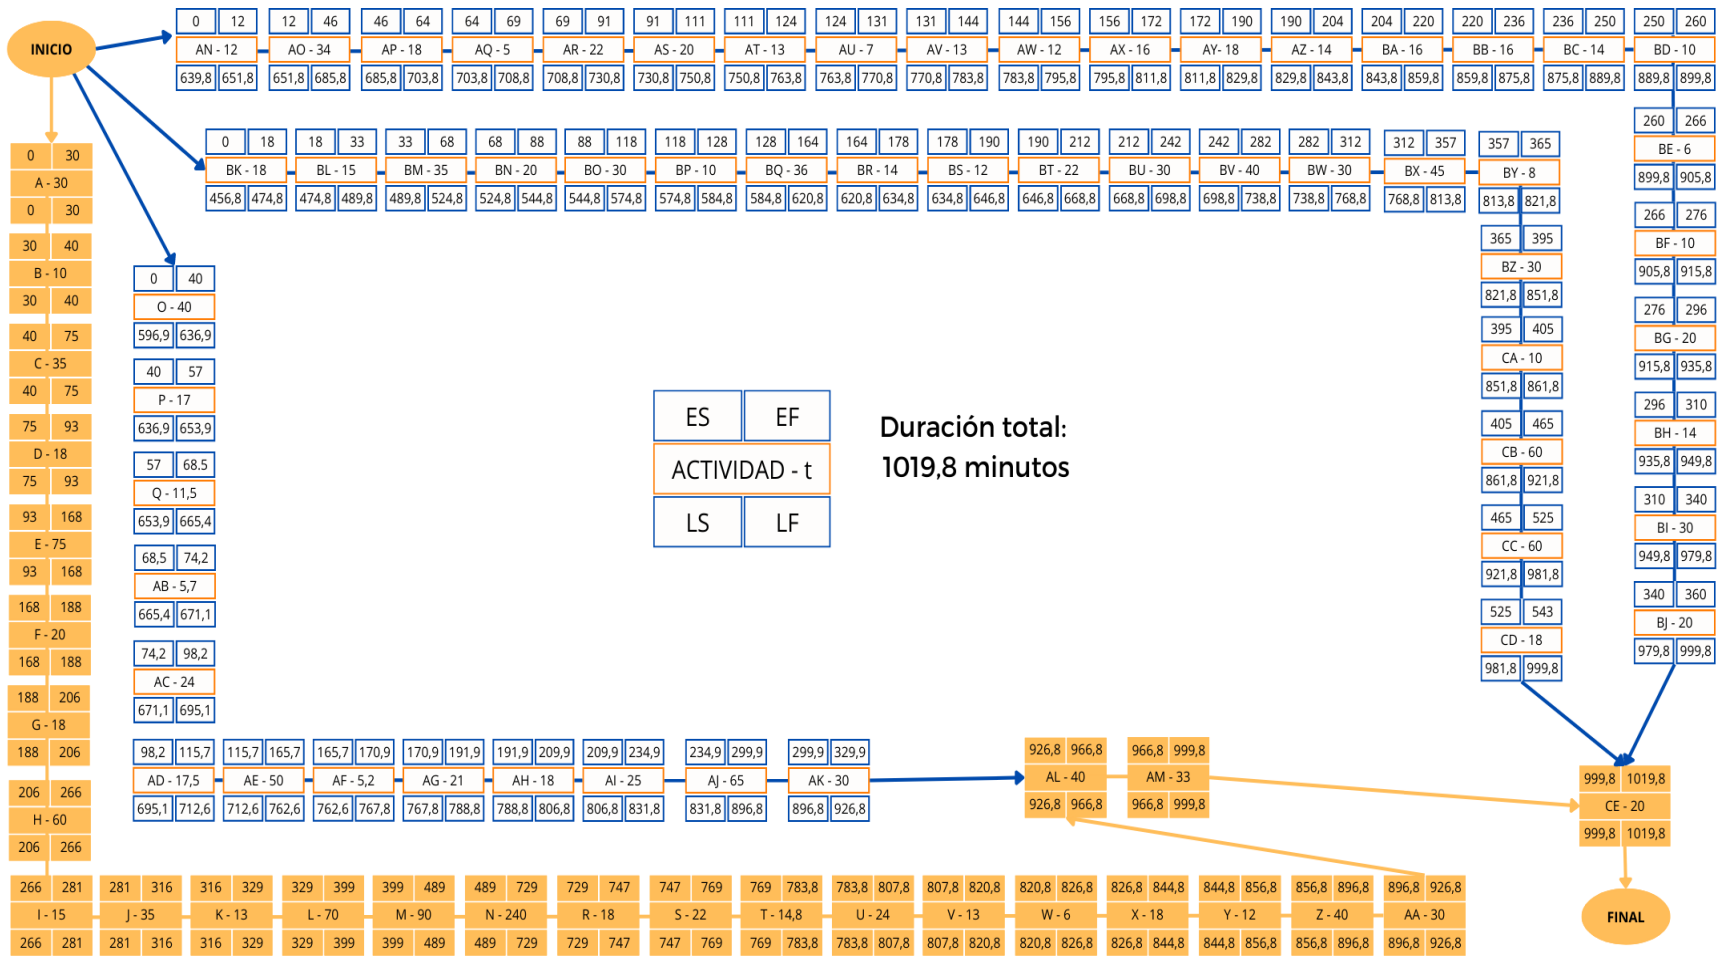 INICIO
0 12 12 46 46 64 64 69 69 91 91 111 111 124 124 131 131 144 144 156 156 172 172 190 190 204 204 220 220 236 236 250 250 260
AN - 12 AO - 34 AP - 18 AQ - 5 AR - 22 AS - 20 AT - 13 AU - 7 AV - 13 AW - 12 AX - 16 AY- 18 AZ - 14 BA - 16 BB - 16 BC - 14 BD - 10
639,8 651,8 651,8 685,8 685,8 703,8 703,8 708,8 708,8 730,8 730,8 750,8 750,8 763,8 763,8 770,8 770,8 783,8 783,8 795,8 795,8 811,8 811,8 829,8 829,8 843,8 843,8 859,8 859,8 875,8 875,8 889,8 889,8 899,8
0 18 18 33 33 68 68 88 88 118 118 128 128 164 164 178 178 190 190 212 212 242 242 282 282 312 312 357 357 365
BK - 18 BL - 15 BM - 35 BN - 20 BO - 30 BP - 10 BQ - 36 BR - 14 BS - 12 BT - 22 BU - 30 BV - 40 BW - 30 BX - 45 BY - 8
456,8 474,8 474,8 489,8 489,8 524,8 524,8 544,8 544,8 574,8 574,8 584,8 584,8 620,8 620,8 634,8 634,8 646,8 646,8 668,8 668,8 698,8 698,8 738,8 738,8 768,8 768,8 813,8 813,8 821,8
260 266
BE - 6
899,8 905,8
266 276
BF - 10
905,8 915,8
276 296
BG - 20
915,8 935,8
296 310
BH - 14
935,8 949,8
310 340
BI - 30
949,8 979,8
340 360
BJ - 20
979,8 999,8
365 395
BZ - 30
821,8 851,8
395 405
CA - 10
851,8 861,8
405 465
CB - 60
861,8 921,8
465 525
CC - 60
921,8 981,8
525 543
CD - 18
981,8 999,8
0 30
A - 30
0 30
30 40
B - 10
30 40
40 75
C - 35
40 75
75 93
D - 18
75 93
93 168
E - 75
93 168
168 188
F - 20
168 188
188 206
G - 18
188 206
206 266
H - 60
206 266
0 40
O - 40
596,9 636,9
40 57
P - 17
636,9 653,9
57 68.5
Q - 11,5
653,9 665,4
68,5 74,2
AB - 5,7
665,4 671,1
74,2 98,2
AC - 24
671,1 695,1
ES EF
ACTIVIDAD - t
LS LF
Duración total:
1019,8 minutos
98,2 115,7 115,7 165,7 165,7 170,9 170,9 191,9 191,9 209,9 209,9 234,9 234,9 299,9 299,9 329,9 926,8 966,8 966,8 999,8
AD - 17,5 AE - 50 AF - 5,2 AG - 21 AH - 18 AI - 25 AJ - 65 AK - 30 AL - 40 AM - 33
695,1 712,6 712,6 762,6 762,6 767,8 767,8 788,8 788,8 806,8 806,8 831,8 831,8 896,8 896,8 926,8 926,8 966,8 966,8 999,8
999,8 1019,8
CE - 20
999,8 1019,8
266 281 281 316 316 329 329 399 399 489 489 729 729 747 747 769 769 783,8 783,8 807,8 807,8 820,8 820,8 826,8 826,8 844,8 844,8 856,8 856,8 896,8 896,8 926,8
I - 15 J - 35 K - 13 L - 70 M - 90 N - 240 R - 18 S - 22 T - 14,8 U - 24 V - 13 W - 6 X - 18 Y - 12 Z - 40 AA - 30
266 281 281 316 316 329 329 399 399 489 489 729 729 747 747 769 769 783,8 783,8 807,8 807,8 820,8 820,8 826,8 826,8 844,8 844,8 856,8 856,8 896,8 896,8 926,8
FINAL